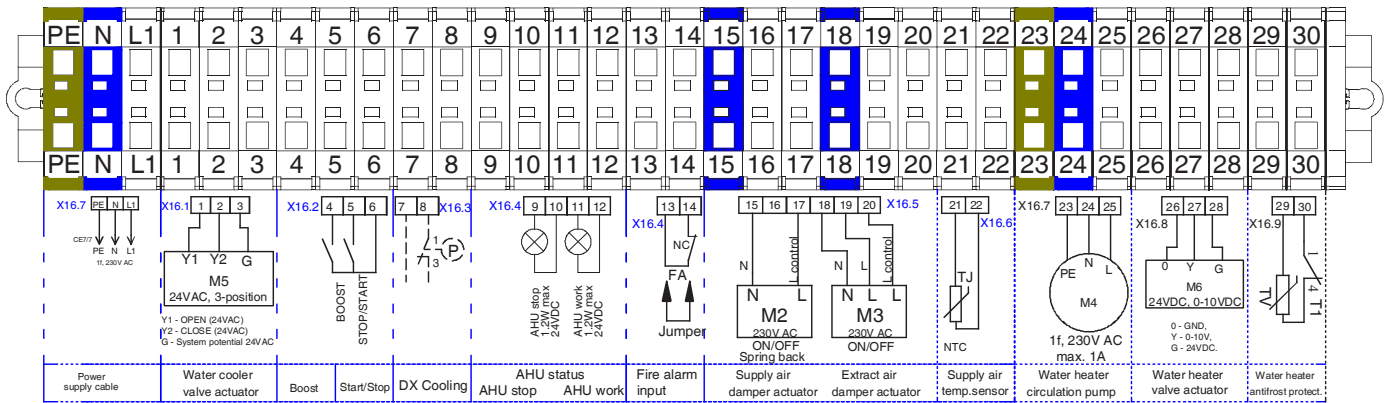 PE N L1 1 2 3 4 5 6 7 8 9 10 11 12 13 14 15 16 17 18 19 20 21 22 23 24 25 26 27 28 29 30
PE N L1 1 2 3 4 5 6 7 8 9 10 11 12 13 14 15 16 17 18 19 20 21 22 23 24 25 26 27 28 29 30
X16.7 PE N L1
CE7/7
PE N L1
1f, 230V AC
Power
supply cable
X16.1 1 2 3
Y1 Y2 G
M5
24VAC, 3-position
Y1 - OPEN (24VAC)
Y2 - CLOSE (24VAC)
G - System potential 24VAC
Water cooler
valve actuator
X16.2 4 5 6
BOOST
STOP/START
Boost
Start/Stop
7 8 X16.3
1
P
3
DX Cooling
X16.4 9 10 11 12
AHU stop
1.2W max
24VDC
AHU work
1.2W max
24VDC
AHU status
AHU stop AHU work
13 14
X16.4
NC
FA
Jumper
Fire alarm
input
15 16 17 18 19 20 X16.5
N L control N L L control
N L
M2
230V AC
ON/OFF
Spring back
N L
M3
230V AC
ON/OFF
Supply air
damper actuator
Extract air
damper actuator
21 22
X16.6
TJ
NTC
Supply air
temp.sensor
X16.7
23 24 25
PE N L
M4
1f, 230V AC
max. 1A
Water heater
circulation pump
26 27 28
X16.8
0 Y G
M6
24VDC, 0-10VDC
0 - GND,
Y - 0-10V,
G - 24VDC.
Water heater
valve actuator
29 30
X16.9
1
4
TV
T1
Water heater
antifrost protect.